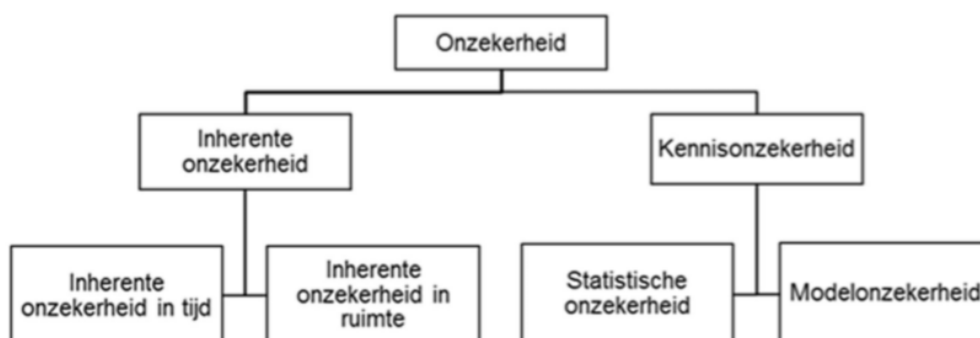 Onzekerheid
Inherente
onzekerheid
Kennisonzekerheid
Inherente
onzekerheid in tijd
Inherente
onzekerheid in
ruimte
Statistische
onzekerheid
Modelonzekerheid